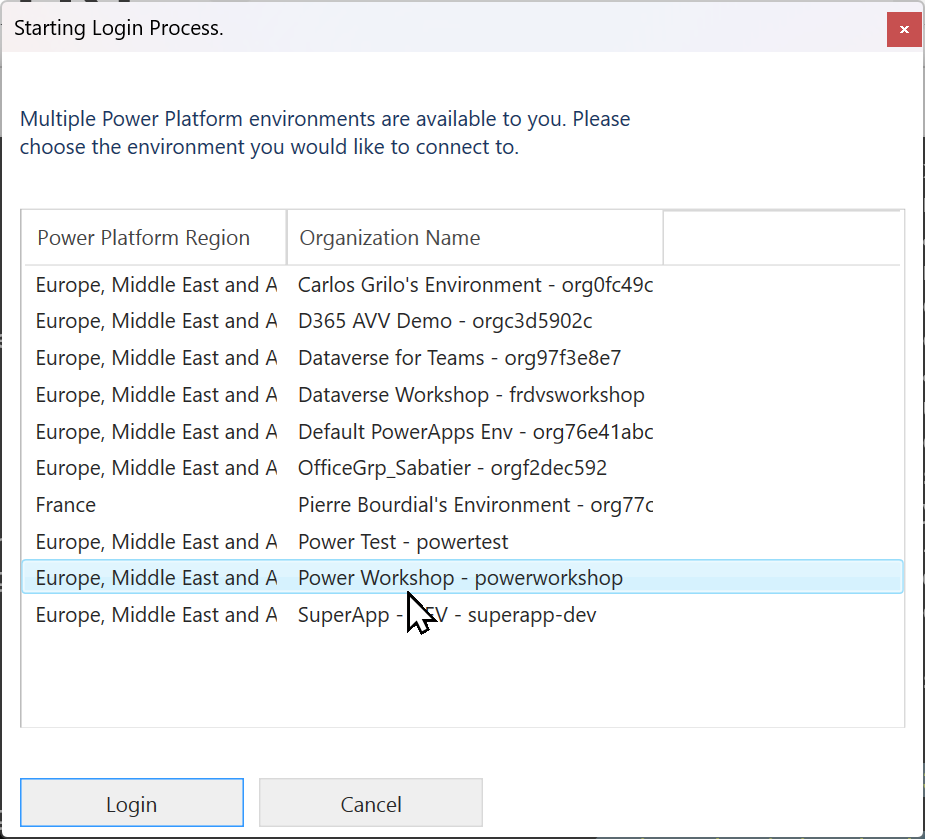 Starting Login Process.
Multiple Power Platform environments are available to you. Please
choose the environment you would like to connect to.
Power Platform Region Organization Name
Europe, Middle East and A Carlos Grilo's Environment - org0fc49c
Europe, Middle East and A D365 AVV Demo - orgc3d5902c
Europe, Middle East and A Dataverse for Teams - org97f3e8e7
Europe, Middle East and A Dataverse Workshop - frdvsworkshop
Europe, Middle East and A Default PowerApps Env - org76e41abc
Europe, Middle East and A OfficeGrp_Sabatier - orgf2dec592
France Pierre Bourdial's Environment - org77c
Europe, Middle East and A Power Test - powertest
Europe, Middle East and A Power Workshop - powerworkshop
Europe, Middle East and A SuperApp - DEV - superapp-dev
Login Cancel